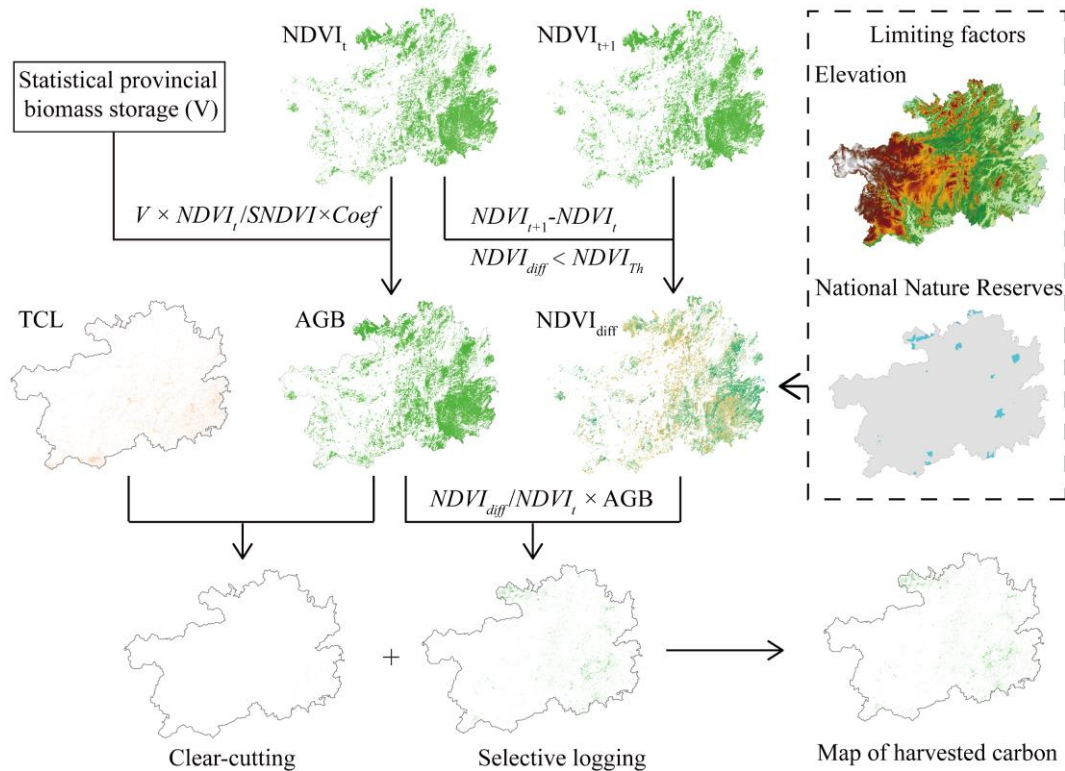 NDVIt
NDVIt+1
Limiting factors
Statistical provincial
biomass storage (V)
Elevation
V × NDVIt/SNDVI×Coef
NDVIt+1-NDVIt
NDVIdiff < NDVITh
National Nature Reserves
TCL
AGB
NDVIdiff
NDVIdiff/NDVIt × AGB
+
Clear-cutting
Selective logging
Map of harvested carbon